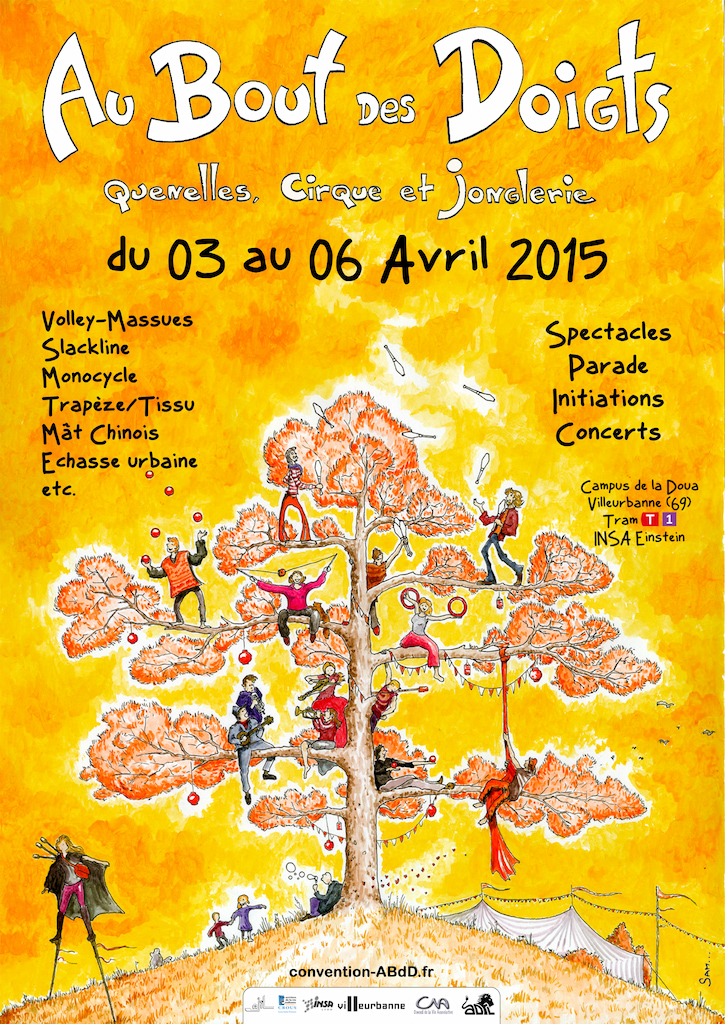 Au Bout des Doigts
Quenelles, Cirque et Jonglerie
du 03 au 06 Avril 2015
Volley-Massues
Slackline
Monocycle
Trapèze/Tissu
Mât Chinois
Echasse urbaine
etc.
Spectacles
Parade
Initiations
Concerts
Campus de la Doua
Villeurbanne (69)
Tram T 1
INSA Einstein
Sam...
convention-ABdD.fr
INSA villeurbanne CAA